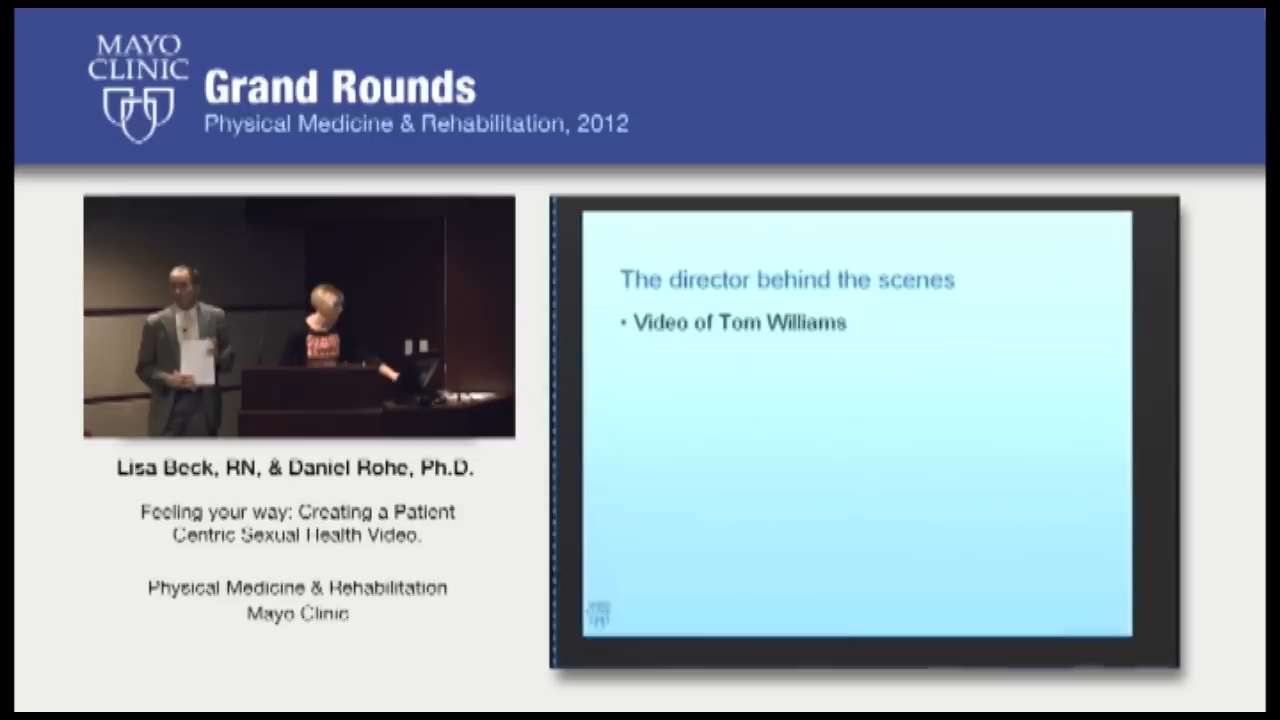 MAYO
CLINIC
Grand Rounds
Physical Medicine & Rehabilitation, 2012
The director behind the scenes
• Video of Tom Williams
Lisa Beck, RN, & Daniel Rohe, Ph.D.
Feeling your way: Creating a Patient
Centric Sexual Health Video.
Physical Medicine & Rehabilitation
Mayo Clinic